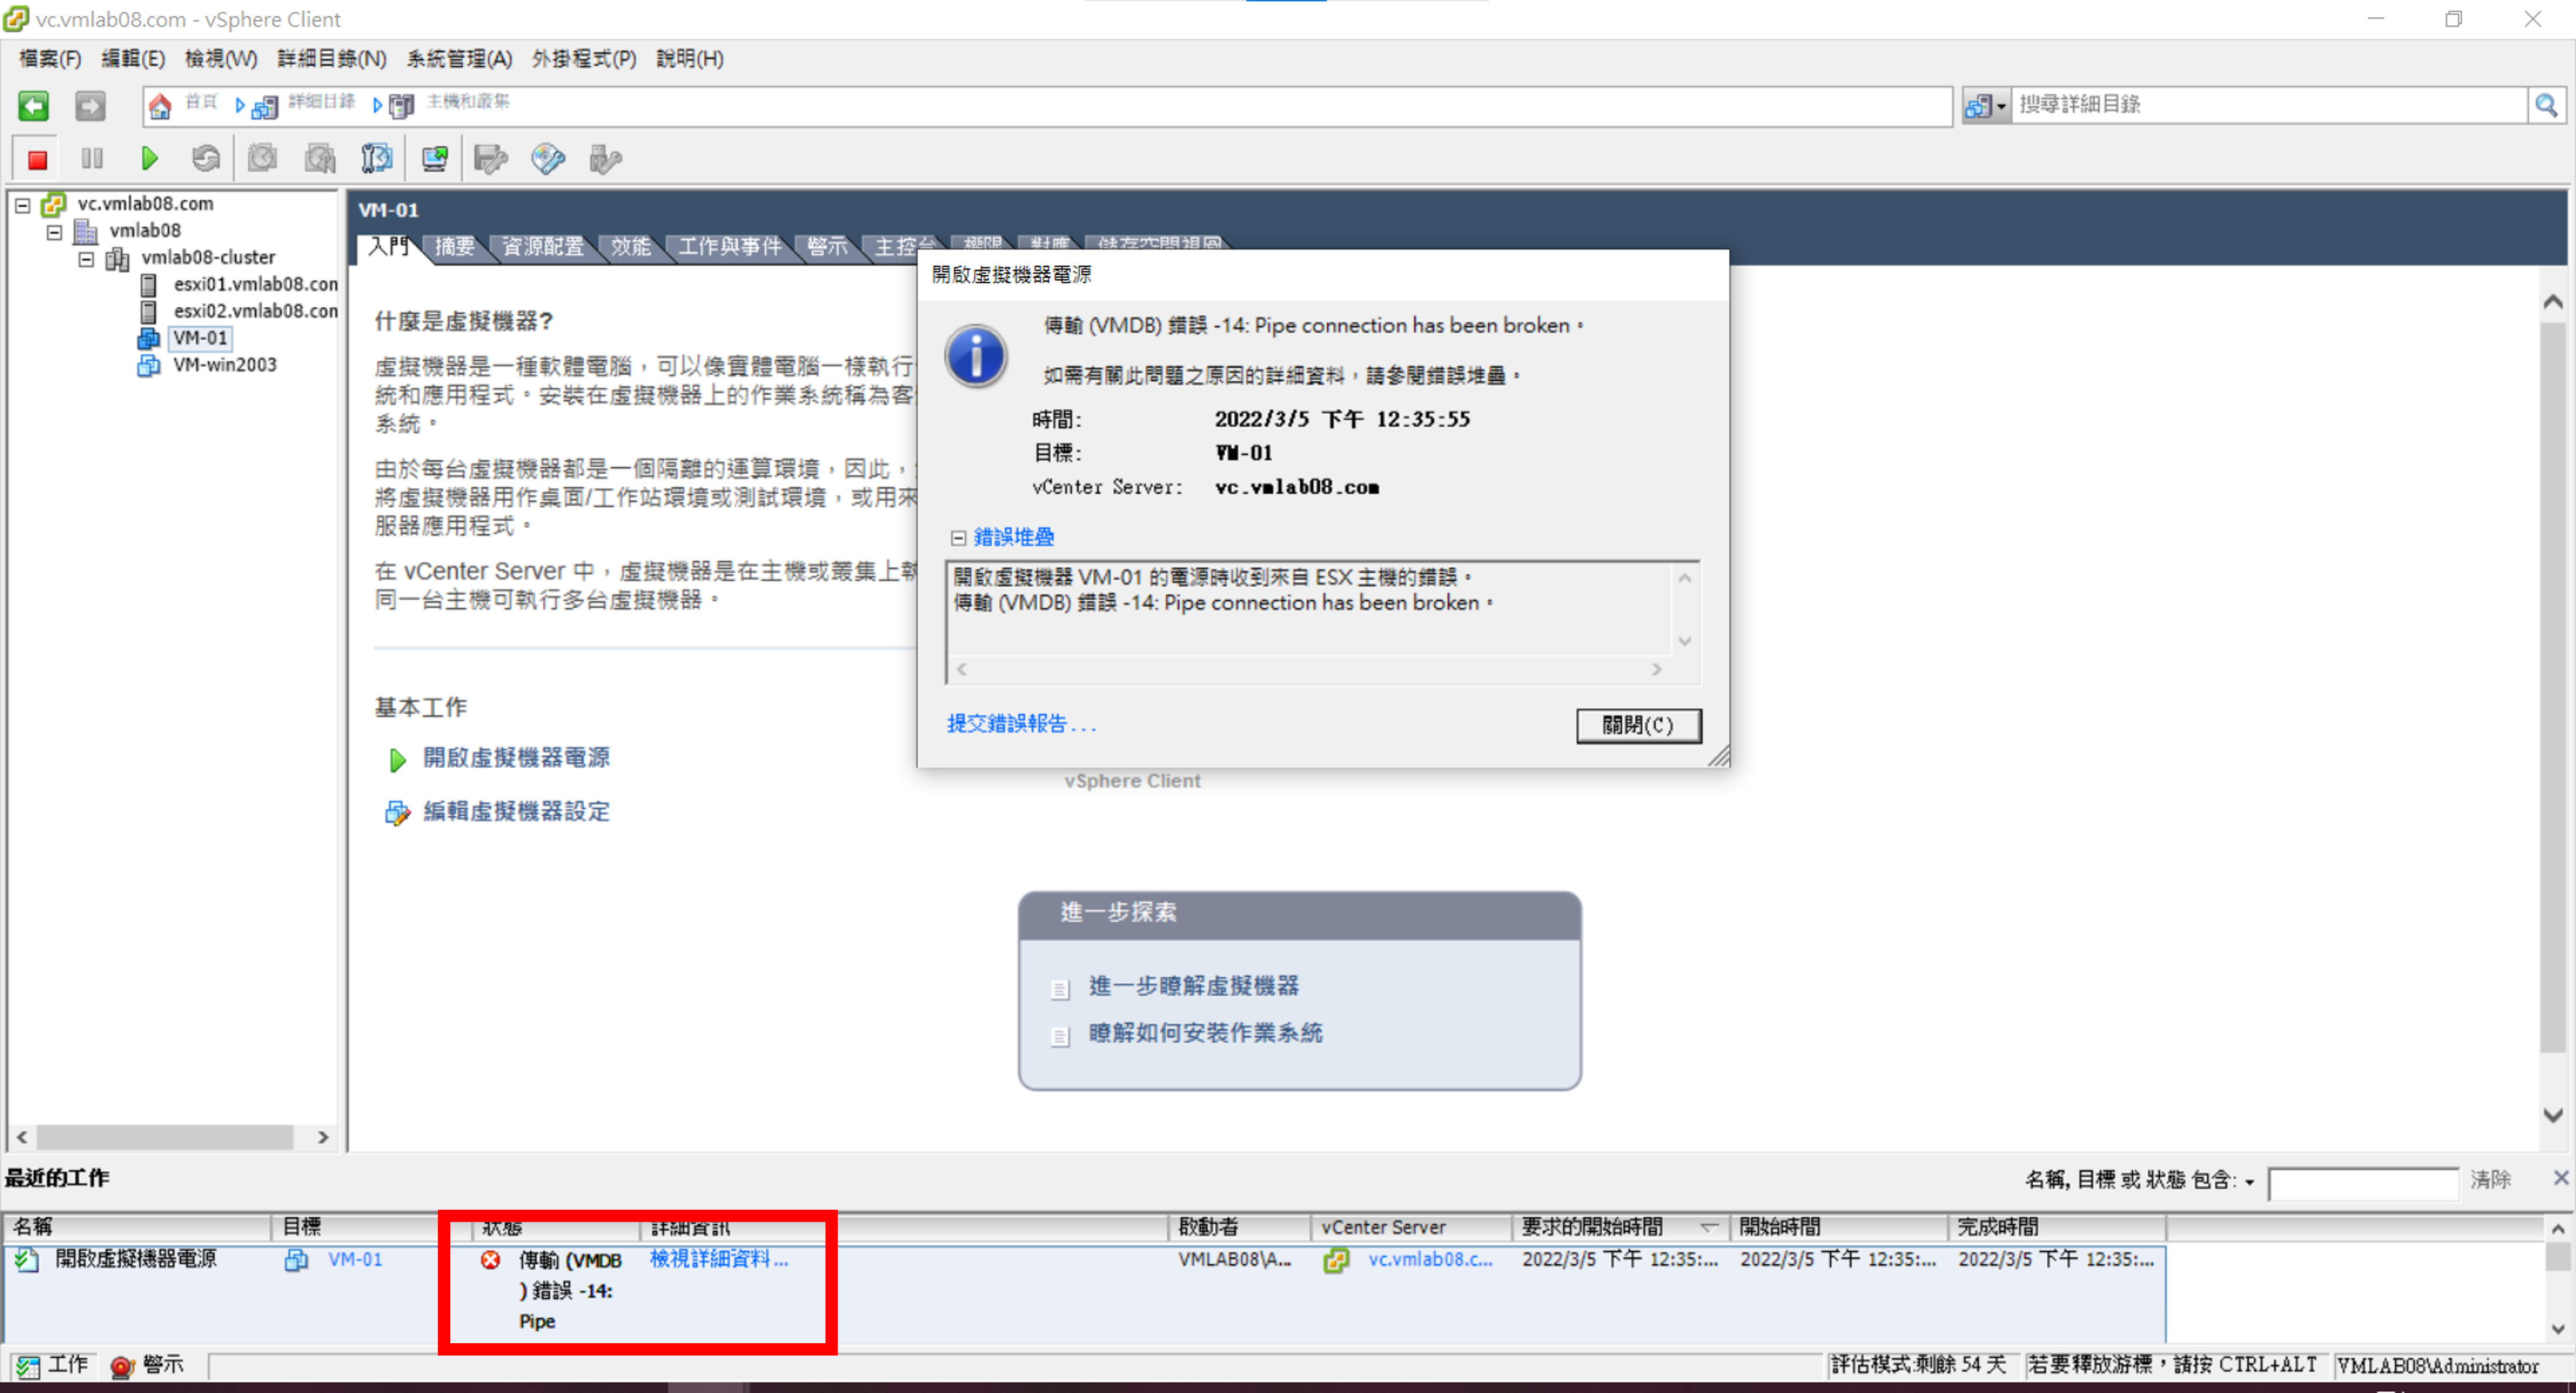 vc.vmlab08.com - vSphere Client
檔案(F) 編輯(E) 檢視(W) 詳細目錄(N) 系統管理(A) 外掛程式(P) 說明(H)
首頁 詳細目錄 主機和叢集
搜尋詳細目錄
vc.vmlab08.com
vmlab08
vmlab08-cluster
esxi01.vmlab08.con
esxi02.vmlab08.con
VM-01
VM-win2003
VM-01
入門 摘要 資源配置 效能 工作與事件 警示 主控台 權限 對應 儲存空間視圖
什麼是虛擬機器?
虛擬機器是一種軟體電腦，可以像實體電腦一樣執行
統和應用程式。安裝在虛擬機器上的作業系統稱為客
系統。
由於每台虛擬機器都是一個隔離的運算環境，因此，
將虛擬機器用作桌面/工作站環境或測試環境，或用來
服器應用程式。
在 vCenter Server 中，虛擬機器是在主機或叢集上執
同一台主機可執行多台虛擬機器。
基本工作
開啟虛擬機器電源
編輯虛擬機器設定
開啟虛擬機器電源
傳輸 (VMDB) 錯誤 -14: Pipe connection has been broken。
如需有關此問題之原因的詳細資料，請參閱錯誤堆疊。
時間: 2022/3/5 下午 12:35:55
目標: VM-01
vCenter Server: vc.vmlab08.com
錯誤堆疊
開啟虛擬機器 VM-01 的電源時收到來自 ESX 主機的錯誤。
傳輸 (VMDB) 錯誤 -14: Pipe connection has been broken。
提交錯誤報告...
關閉(C)
vSphere Client
進一步探索
進一步瞭解虛擬機器
瞭解如何安裝作業系統
最近的工作
名稱, 目標 或 狀態 包含: 清除
名稱 目標 狀態 詳細資訊 啟動者 vCenter Server 要求的開始時間 開始時間 完成時間
開啟虛擬機器電源 VM-01 傳輸 (VMDB 檢視詳細資料... VMLAB08\A... vc.vmlab08.c... 2022/3/5 下午 12:35:... 2022/3/5 下午 12:35:... 2022/3/5 下午 12:35:...
) 錯誤 -14:
Pipe
工作 警示
評估模式:剩餘 54 天 若要釋放游標，請按 CTRL+ALT VMLAB08\Administrator